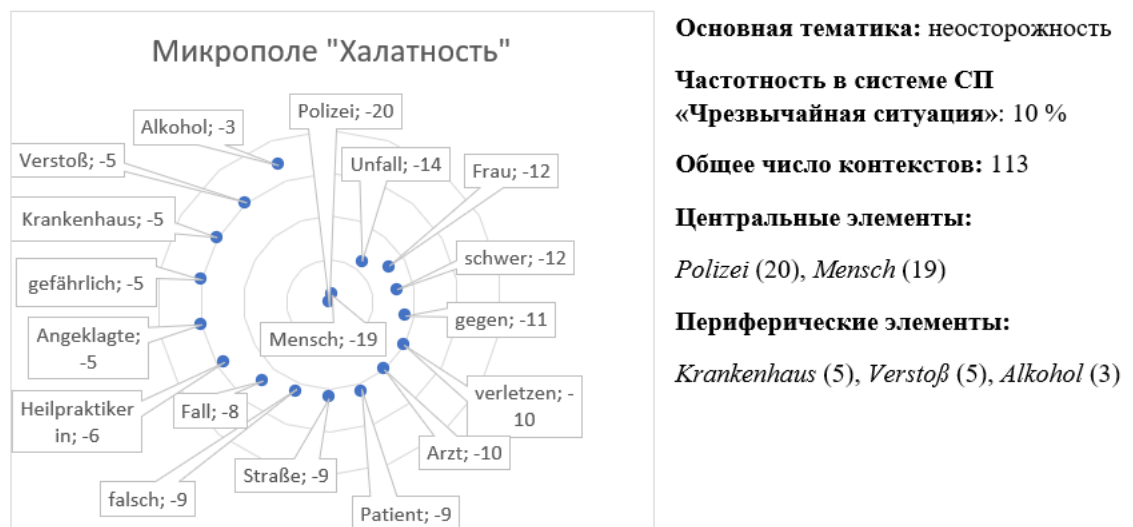 Микрополе "Халатность"
Polizei; -20
Alkohol; -3
Unfall; -14
Verstoß; -5
Frau; -12
Krankenhaus; -5
schwer; -12
gefährlich; -5
gegen; -11
Angeklagte;
-5
Mensch; -19
verletzen; -
10
Heilpraktiker
in; -6
Fall; -8
Arzt; -10
Straße; -9
falsch; -9
Patient; -9
Основная тематика: неосторожность
Частотность в системе СП
«Чрезвычайная ситуация»: 10 %
Общее число контекстов: 113
Центральные элементы:
Polizei (20), Mensch (19)
Периферические элементы:
Krankenhaus (5), Verstoß (5), Alkohol (3)